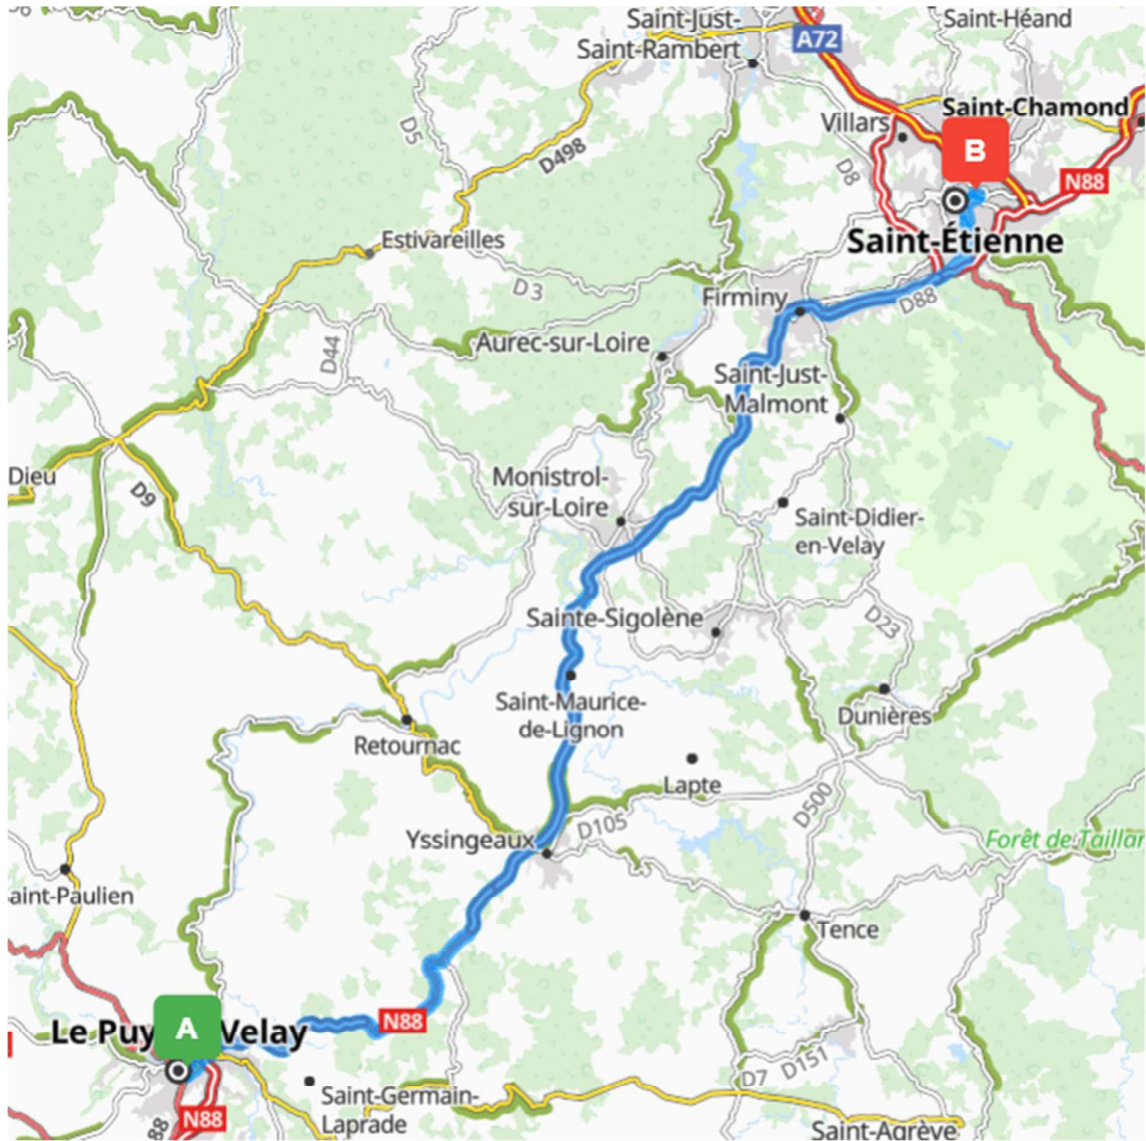 Saint-Just-
Saint-Rambert
A72
Saint-Héand
Saint-Chamond
Villars
B
D5
D498
D8
N88
Estivareilles
Saint-Étienne
D3
Firminy
D88
Aurec-sur-Loire
D44
Saint-Just-
Malmont
Dieu
D9
Monistrol-
sur-Loire
Saint-Didier-
en-Velay
Sainte-Sigolène
D23
Saint-Maurice-
de-Lignon
Dunières
Retournac
Lapte
D500
D105
Yssingeaux
Forêt de Taillar
aint-Paulien
Tence
N88
Le Puy
A
Velay
D151
D7
Saint-Germain-
Laprade
N88
88
Saint-Agrève